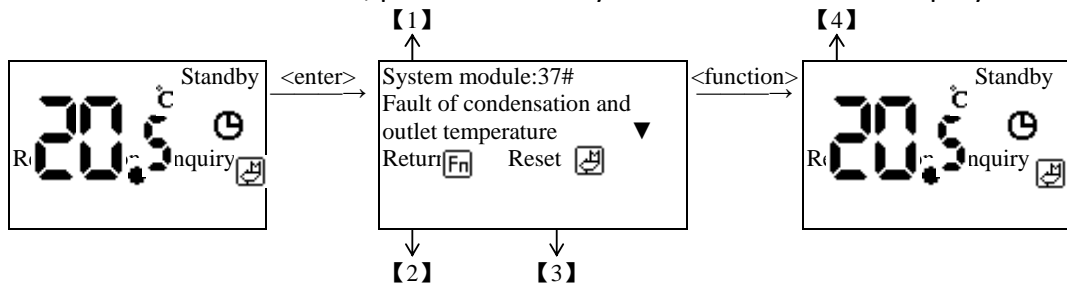 【1】 【4】
Standby <enter> System module:37# <function> Standby
Fault of condensation and
outlet temperature ▼
20.5 °C 20.5 °C
Return Fn Reset M
nquiry M nquiry M
【2】 【3】